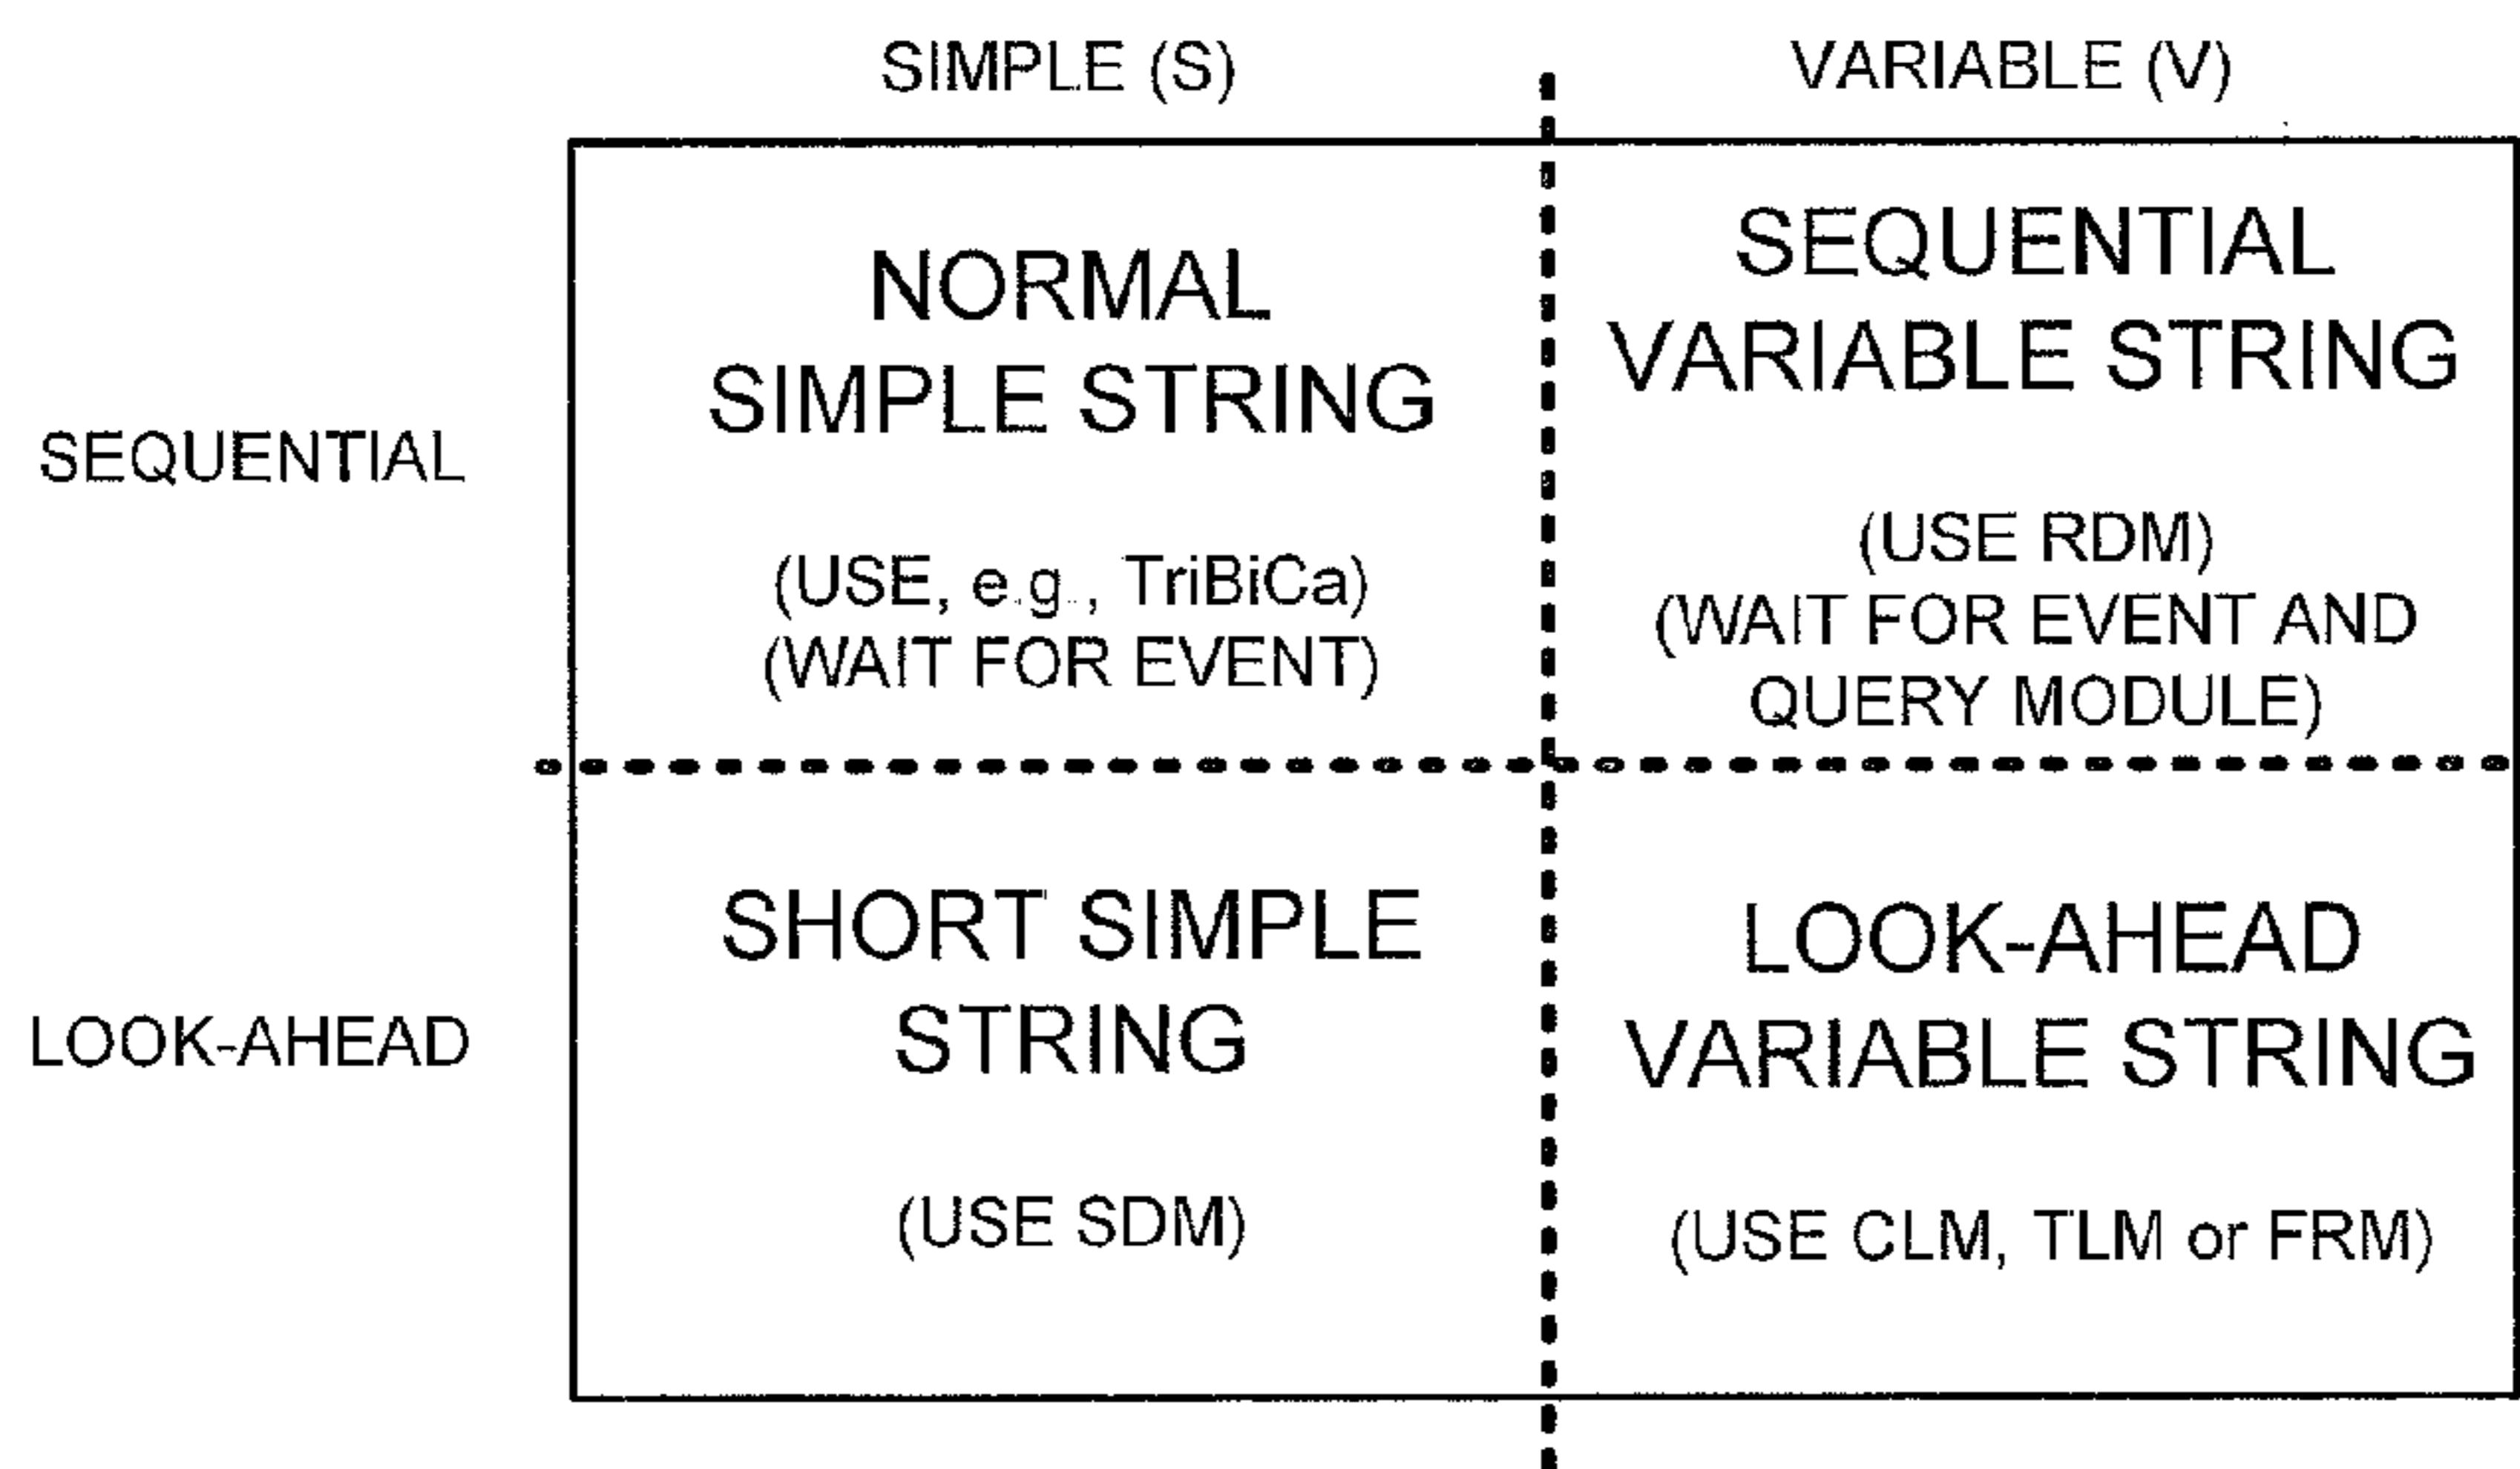 SIMPLE (S)
VARIABLE (V)
SEQUENTIAL
NORMAL
SIMPLE STRING
(USE, e.g., TriBiCa)
(WAIT FOR EVENT)
SEQUENTIAL
VARIABLE STRING
(USE RDM)
(WAIT FOR EVENT AND
QUERY MODULE)
LOOK-AHEAD
SHORT SIMPLE
STRING
(USE SDM)
LOOK-AHEAD
VARIABLE STRING
(USE CLM, TLM or FRM)